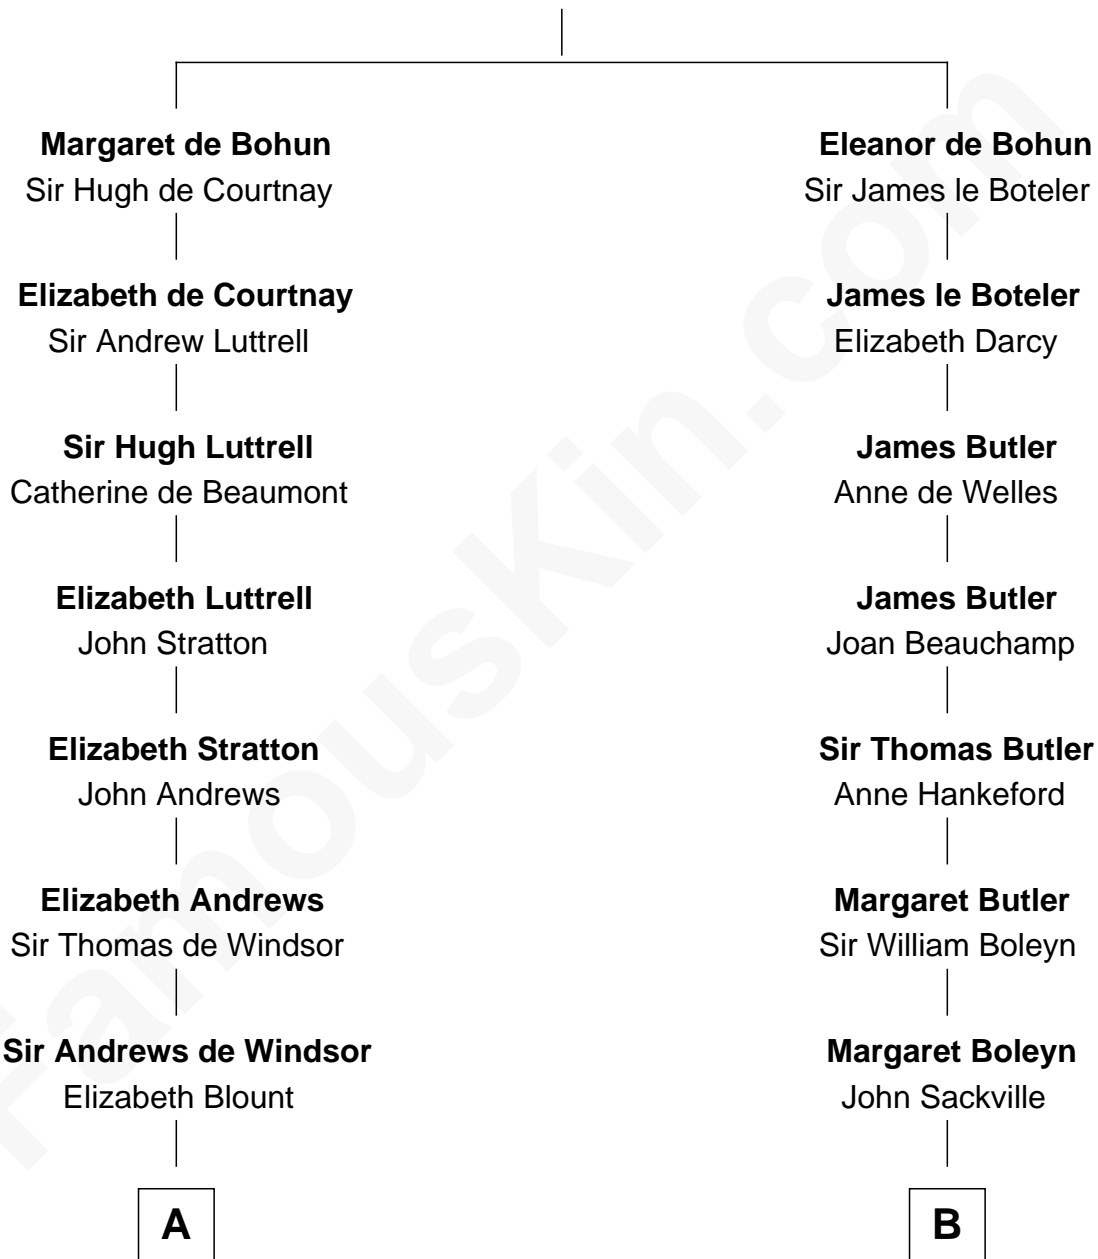 Margaret de Bohun
Sir Hugh de Courtnay
Elizabeth de Courtnay
Sir Andrew Luttrell
Sir Hugh Luttrell
Catherine de Beaumont
Elizabeth Luttrell
John Stratton
Elizabeth Stratton
John Andrews
Elizabeth Andrews
Sir Thomas de Windsor
Sir Andrews de Windsor
Elizabeth Blount
A
Eleanor de Bohun
Sir James le Boteler
James le Boteler
Elizabeth Darcy
James Butler
Anne de Welles
James Butler
Joan Beauchamp
Sir Thomas Butler
Anne Hankeford
Margaret Butler
Sir William Boleyn
Margaret Boleyn
John Sackville
B
FamousKin.com